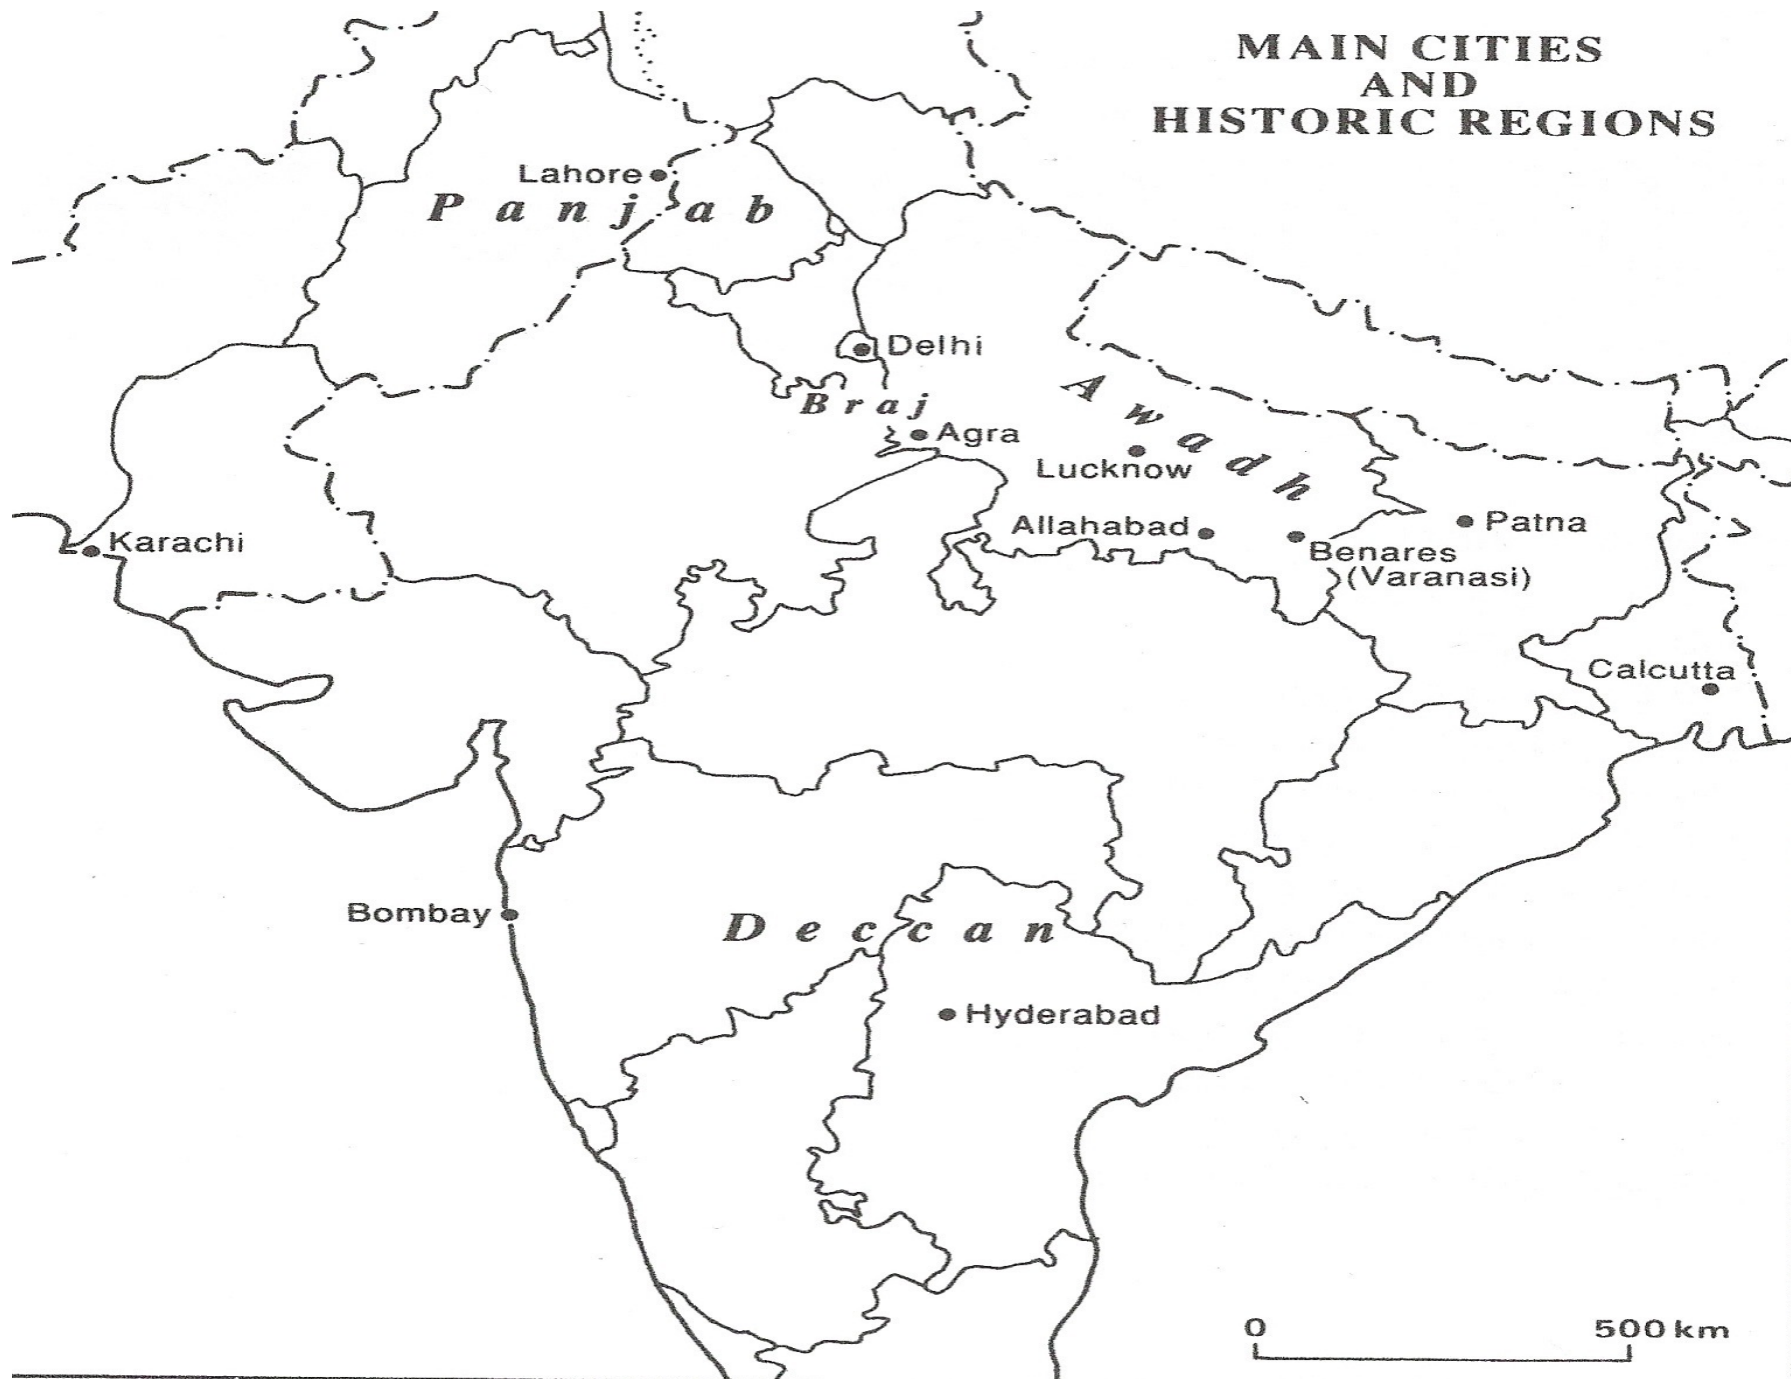 MAIN CITIES
AND
HISTORIC REGIONS
Lahore
Panjab
Delhi
Braj
Awadh
Agra
Lucknow
Allahabad
Patna
Benares
(Varanasi)
Karachi
Calcutta
Bombay
Deccan
Hyderabad
0 500 km